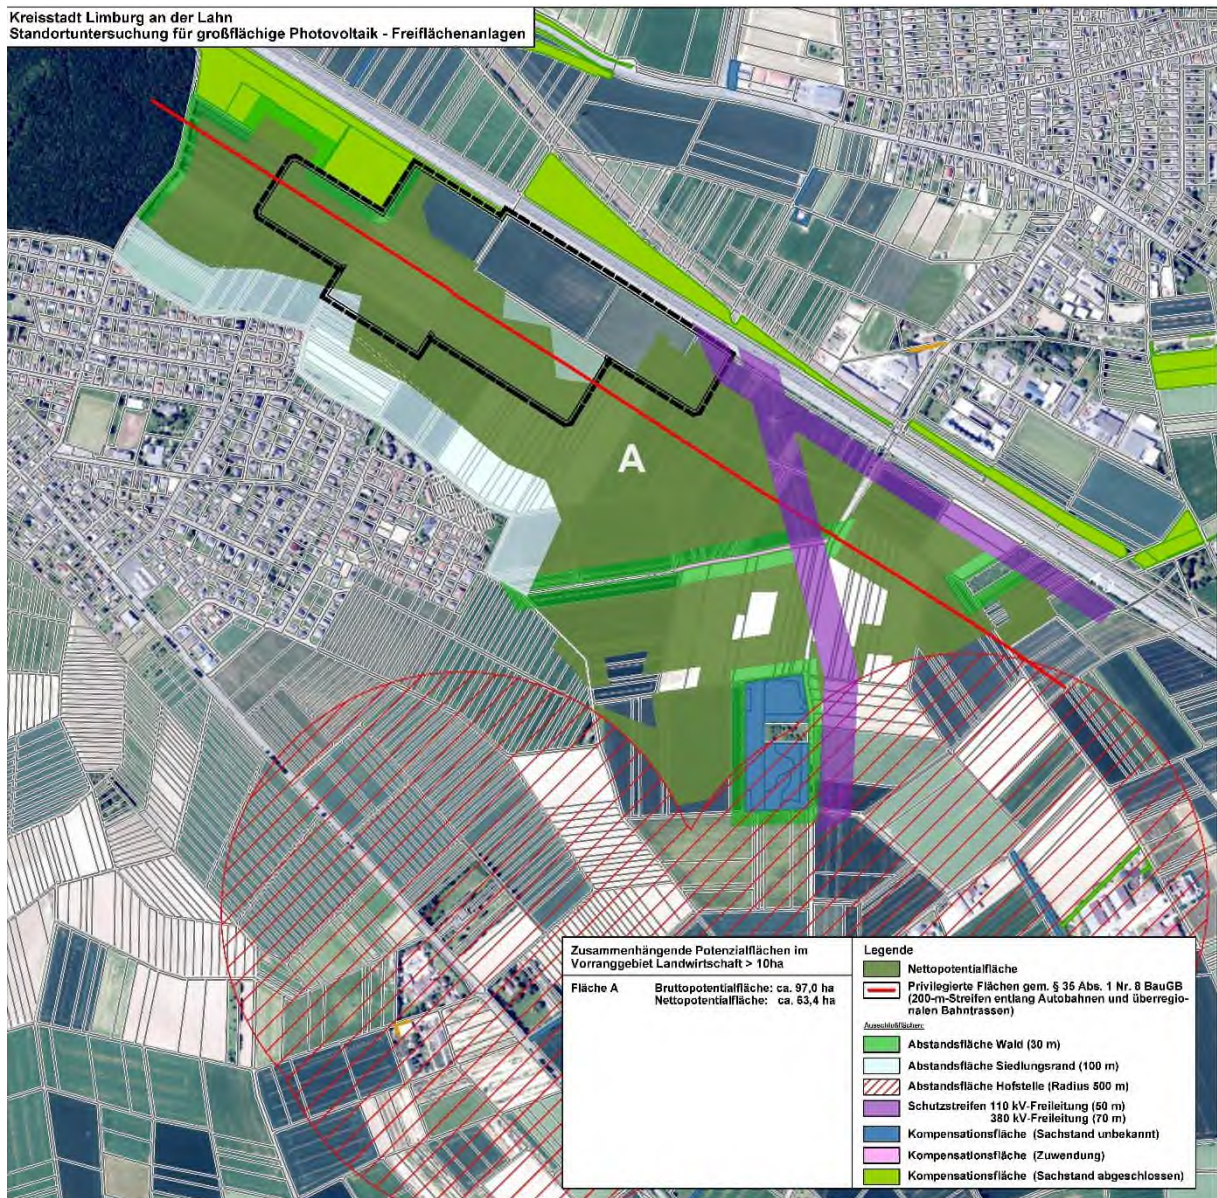 Kreisstadt Limburg an der Lahn
Standortuntersuchung für großflächige Photovoltaik - Freiflächenanlagen
A
Zusammenhängende Potenzialflächen im
Vorranggebiet Landwirtschaft > 10ha
Fläche A Bruttopotentialfläche: ca. 97,0 ha
Nettopotentialfläche: ca. 63,4 ha
Legende
Nettopotentialfläche
Privilegierte Flächen gem. § 35 Abs. 1 Nr. 8 BauGB
(200-m-Streifen entlang Autobahnen und überregio-
nalen Bahntrassen)
Ausschlußflächen:
Abstandsfläche Wald (30 m)
Abstandsfläche Siedlungsrand (100 m)
Abstandsfläche Hofstelle (Radius 500 m)
Schutzstreifen 110 kV-Freileitung (50 m)
380 kV-Freileitung (70 m)
Kompensationsfläche (Sachstand unbekannt)
Kompensationsfläche (Zuwendung)
Kompensationsfläche (Sachstand abgeschlossen)